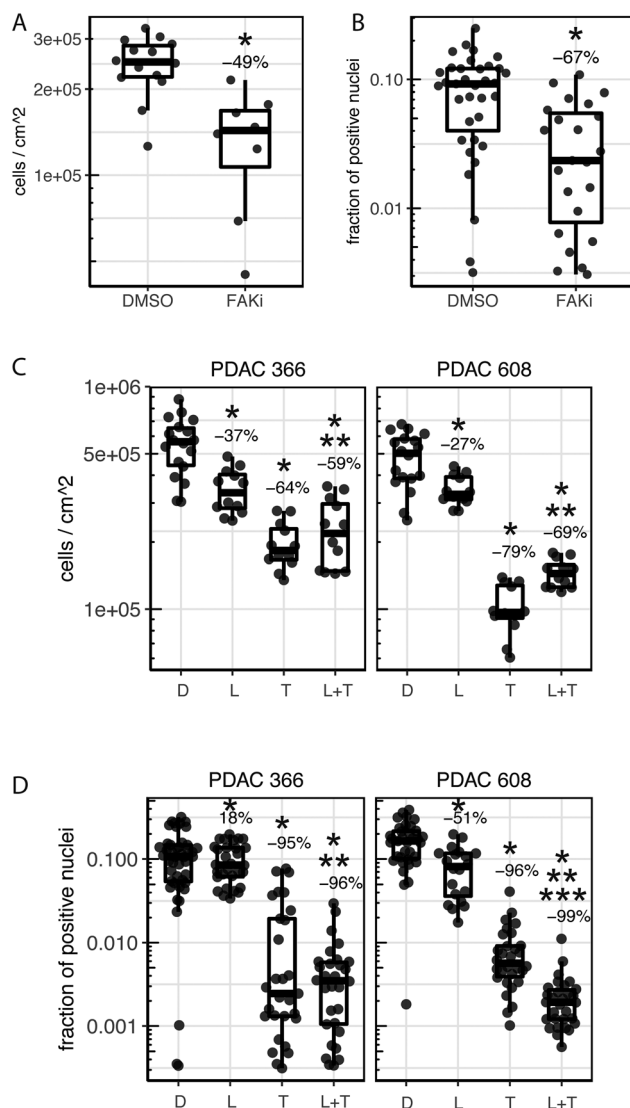 A
cells / cm^2
3e+05
2e+05
1e+05
*
−49%
DMSO
FAKi
B
fraction of positive nuclei
0.10
0.01
*
−67%
DMSO
FAKi
C
PDAC 366
PDAC 608
cells / cm^2
1e+06
5e+05
1e+05
*
−37%
*
−64%
*
**
−59%
*
−27%
*
−79%
*
**
−69%
D L T L+T
D L T L+T
D
PDAC 366
PDAC 608
fraction of positive nuclei
0.100
0.010
0.001
*
18%
*
−95%
*
**
−96%
*
−51%
*
−96%
*
**
***
−99%
D L T L+T
D L T L+T